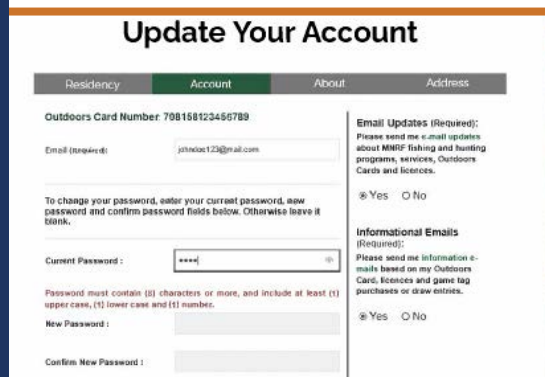 Update Your Account
Residency Account About Address
Outdoors Card Number: 708158123456789
Email (Required): johndoe123@mail.com
To change your password, enter your current password, new
password and confirm password fields below. Otherwise leave it
blank.
Current Password : ****
Password must contain (8) characters or more, and include at least (1)
upper case, (1) lower case and (1) number.
New Password :
Confirm New Password :
Email Updates (Required):
Please send me e-mail updates
about MNRF fishing and hunting
programs, services, Outdoors
Cards and licences.
Yes No
Informational Emails
(Required):
Please send me information e-
mails based on my Outdoors
Card, licences and game tag
purchases or draw entries.
Yes No